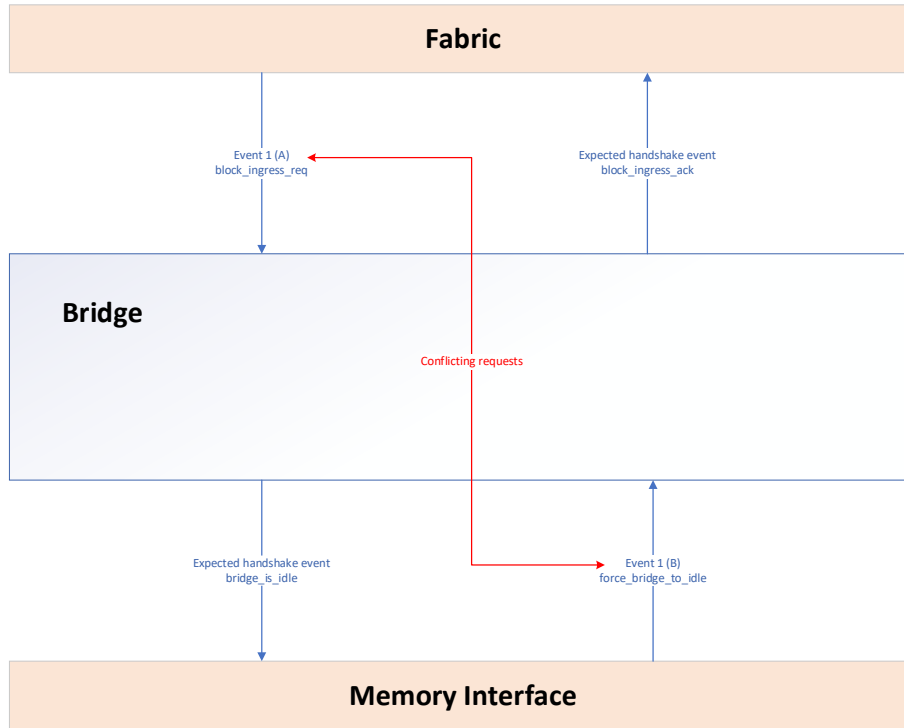 Fabric
Event 1 (A)
block_ingress_req
Expected handshake event
block_ingress_ack
Bridge
Conflicting requests
Expected handshake event
bridge_is_idle
Event 1 (B)
force_bridge_to_idle
Memory Interface